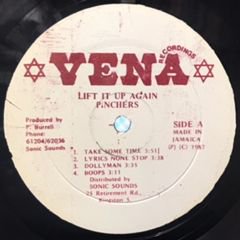 VENA
RECORDINGS
LIFT IT UP AGAIN
PINCHERS
Produced by
P. Burrell
Phone:
61204/62036
Sonic Sounds
SIDE A
MADE IN
JAMAICA
(P) (C) 1987
1. TAKE SOME TIME 3:51
2. LYRICS NONE STOP 3:38
3. DOLLYMAN 3:35
4. BOOPS 3:51
Distributed by
SONIC SOUNDS
25 Retirement Rd.,
Kingston 5